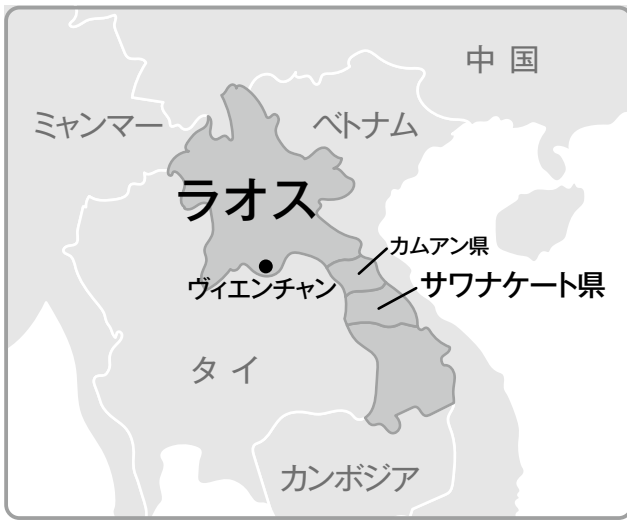 中 国
ミャンマー
ベトナム
ラオス
カムアン県
サワナケート県
ヴィエンチャン
タ イ
カンボジア